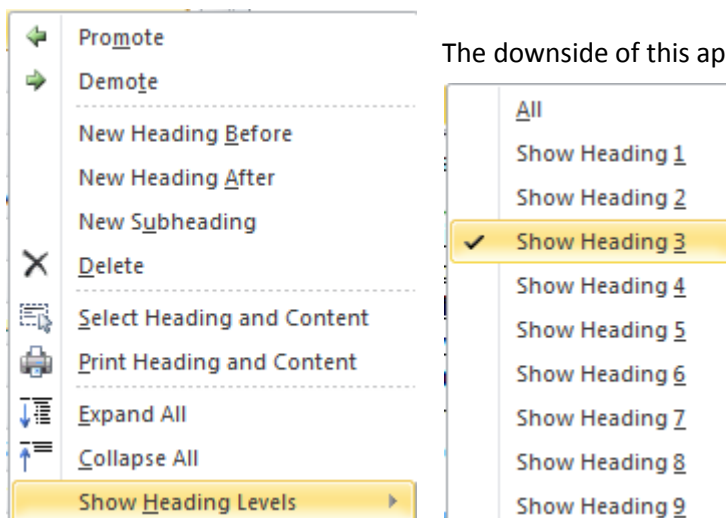 Promote
Demote
New Heading Before
New Heading After
New Subheading
Delete
Select Heading and Content
Print Heading and Content
Expand All
Collapse All
Show Heading Levels
The downside of this ap
All
Show Heading 1
Show Heading 2
Show Heading 3
Show Heading 4
Show Heading 5
Show Heading 6
Show Heading 7
Show Heading 8
Show Heading 9